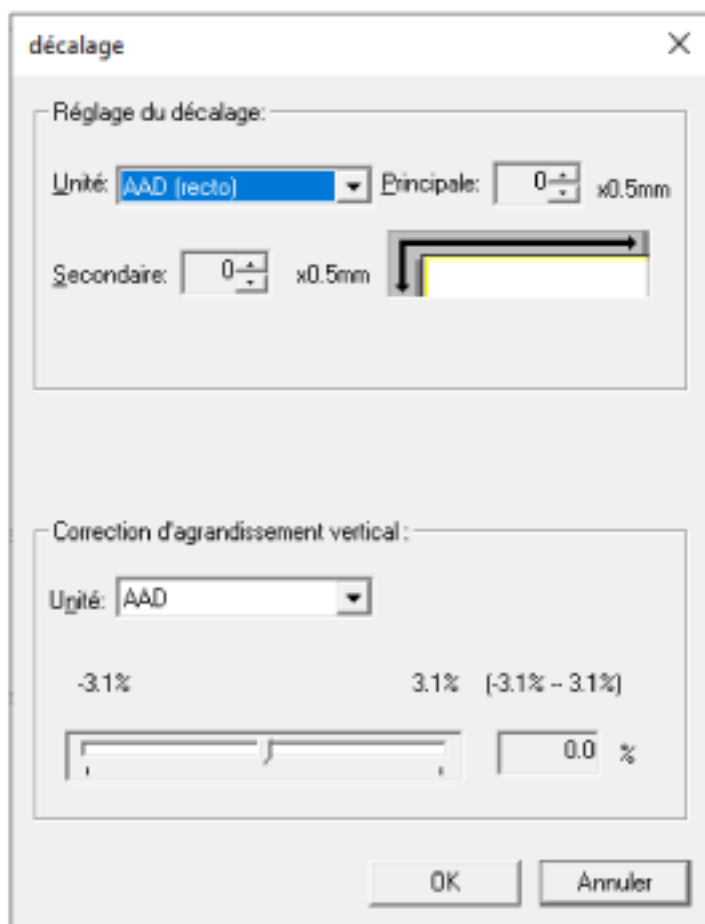 décalage
Réglage du décalage:
Unité: AAD (recto) Principale: 0 x0.5mm
Secondaire: 0 x0.5mm
Correction d'agrandissement vertical :
Unité: AAD
-3.1% 3.1% (-3.1% -- 3.1%)
0.0 %
OK Annuler